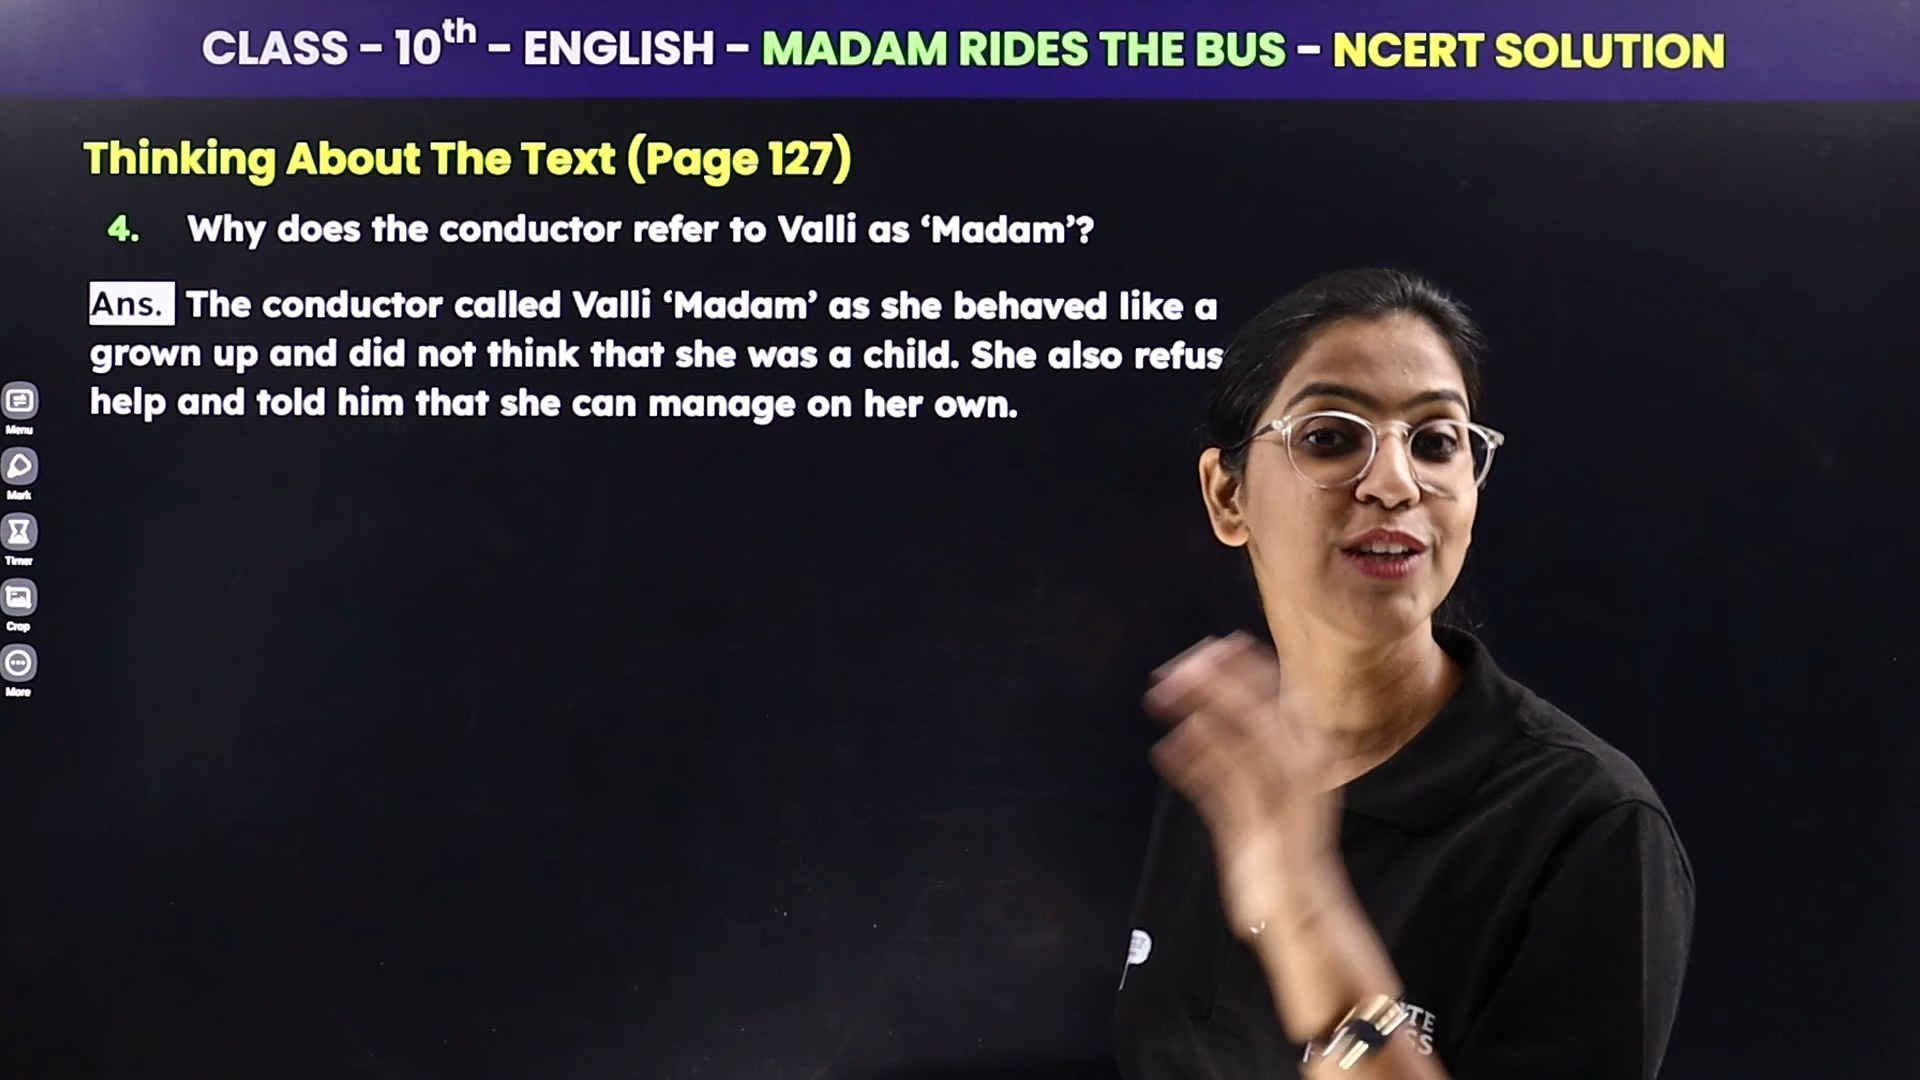 CLASS – 10th – ENGLISH – MADAM RIDES THE BUS – NCERT SOLUTION
Thinking About The Text (Page 127)
4. Why does the conductor refer to Valli as ‘Madam’?
Ans. The conductor called Valli ‘Madam’ as she behaved like a
grown up and did not think that she was a child. She also refus
help and told him that she can manage on her own.
Menu
Mark
Timer
Crop
More